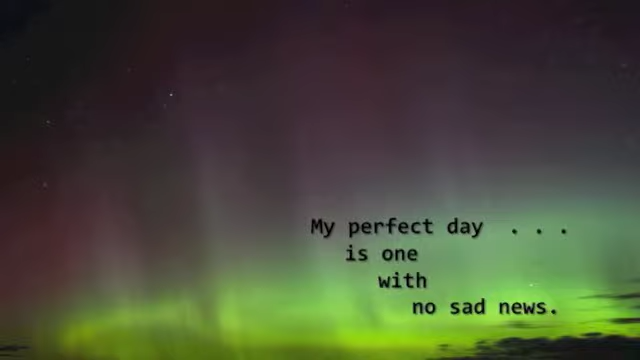 My perfect day . . .
is one
with
no sad news.